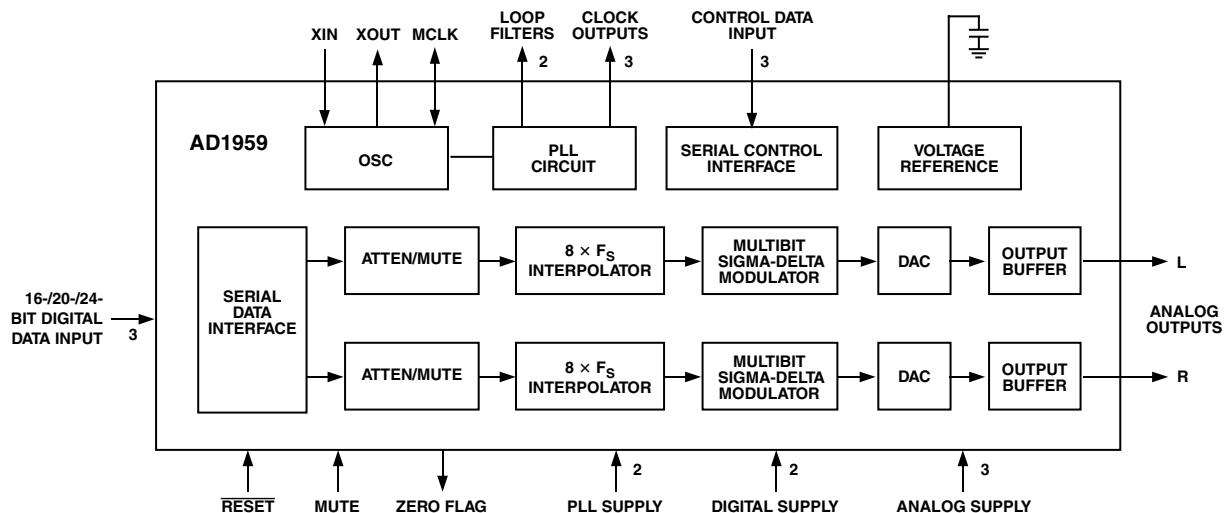 XIN
XOUT
MCLK
LOOP
FILTERS
2
CLOCK
OUTPUTS
3
CONTROL DATA
INPUT
3
AD1959
OSC
PLL
CIRCUIT
SERIAL CONTROL
INTERFACE
VOLTAGE
REFERENCE
16-/20-/24-
BIT DIGITAL
DATA INPUT
3
SERIAL
DATA
INTERFACE
ATTEN/MUTE
8 × FS
INTERPOLATOR
MULTIBIT
SIGMA-DELTA
MODULATOR
DAC
OUTPUT
BUFFER
L
ANALOG
OUTPUTS
ATTEN/MUTE
8 × FS
INTERPOLATOR
MULTIBIT
SIGMA-DELTA
MODULATOR
DAC
OUTPUT
BUFFER
R
RESET
MUTE
ZERO FLAG
2
PLL SUPPLY
2
DIGITAL SUPPLY
3
ANALOG SUPPLY